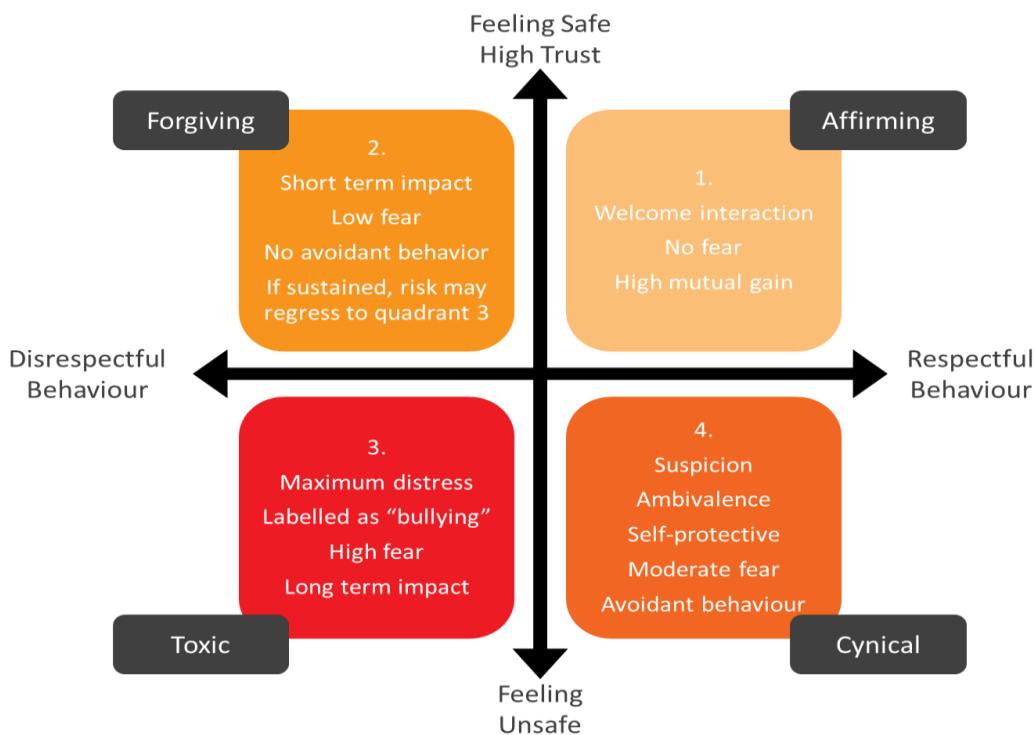 Feeling Safe
High Trust
Forgiving
Affirming
2.
Short term impact
Low fear
No avoidant behavior
If sustained, risk may
regress to quadrant 3
1.
Welcome interaction
No fear
High mutual gain
Disrespectful
Behaviour
Respectful
Behaviour
3.
Maximum distress
Labelled as “bullying”
High fear
Long term impact
4.
Suspicion
Ambivalence
Self-protective
Moderate fear
Avoidant behaviour
Toxic
Cynical
Feeling
Unsafe